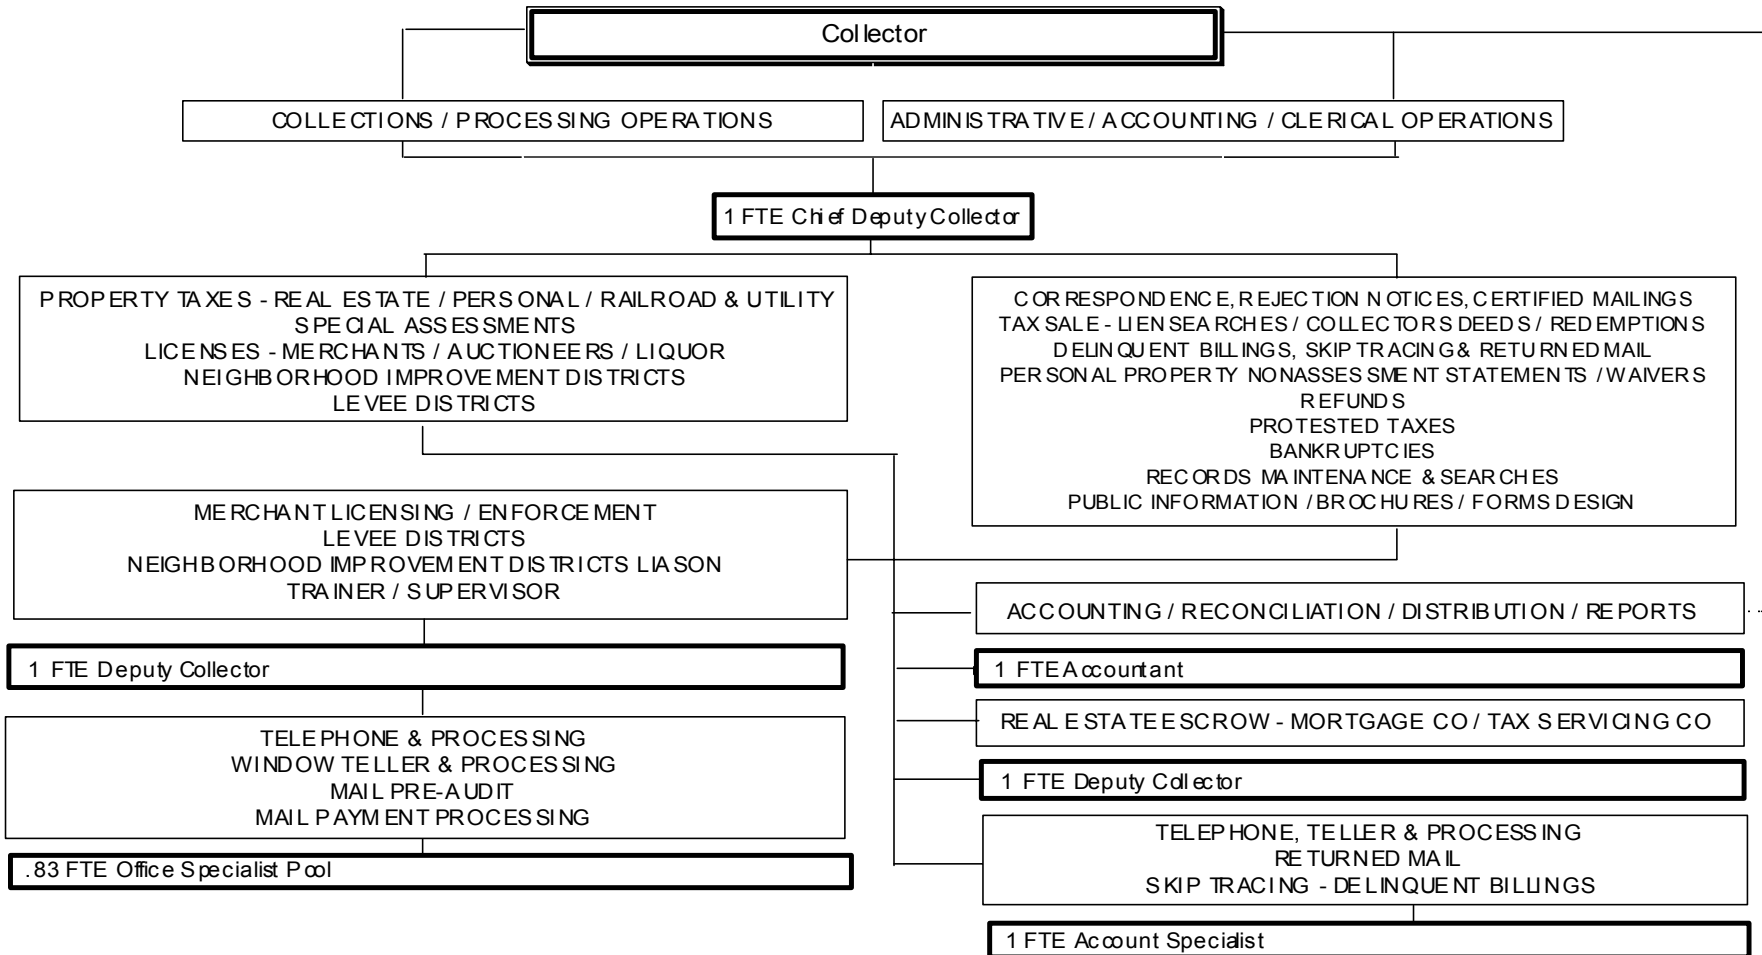 Collector
COLLECTIONS / PROCESSING OPERATIONS
ADMINISTRATIVE / ACCOUNTING / CLERICAL OPERATIONS
1 FTE Chief Deputy Collector
PROPERTY TAXES - REAL ESTATE / PERSONAL / RAILROAD & UTILITY
SPECIAL ASSESSMENTS
LICENSES - MERCHANTS / AUCTIONEERS / LIQUOR
NEIGHBORHOOD IMPROVEMENT DISTRICTS
LEVEE DISTRICTS
CORRESPONDENCE, REJECTION NOTICES, CERTIFIED MAILINGS
TAX SALE - LIEN SEARCHES / COLLECTORS DEEDS / REDEMPTIONS
DELINQUENT BILLINGS, SKIP TRACING & RETURNED MAIL
PERSONAL PROPERTY NONASSESSMENT STATEMENTS / WAIVERS
REFUNDS
PROTESTED TAXES
BANKRUPTCIES
RECORDS MAINTENANCE & SEARCHES
PUBLIC INFORMATION / BROCHURES / FORMS DESIGN
MERCHANT LICENSING / ENFORCEMENT
LEVEE DISTRICTS
NEIGHBORHOOD IMPROVEMENT DISTRICTS LIASON
TRAINER / SUPERVISOR
1 FTE Deputy Collector
TELEPHONE & PROCESSING
WINDOW TELLER & PROCESSING
MAIL PRE-AUDIT
MAIL PAYMENT PROCESSING
.83 FTE Office Specialist Pool
ACCOUNTING / RECONCILIATION / DISTRIBUTION / REPORTS
1 FTE Accountant
REAL ESTATE ESCROW - MORTGAGE CO / TAX SERVICING CO
1 FTE Deputy Collector
TELEPHONE, TELLER & PROCESSING
RETURNED MAIL
SKIP TRACING - DELINQUENT BILLINGS
1 FTE Account Specialist